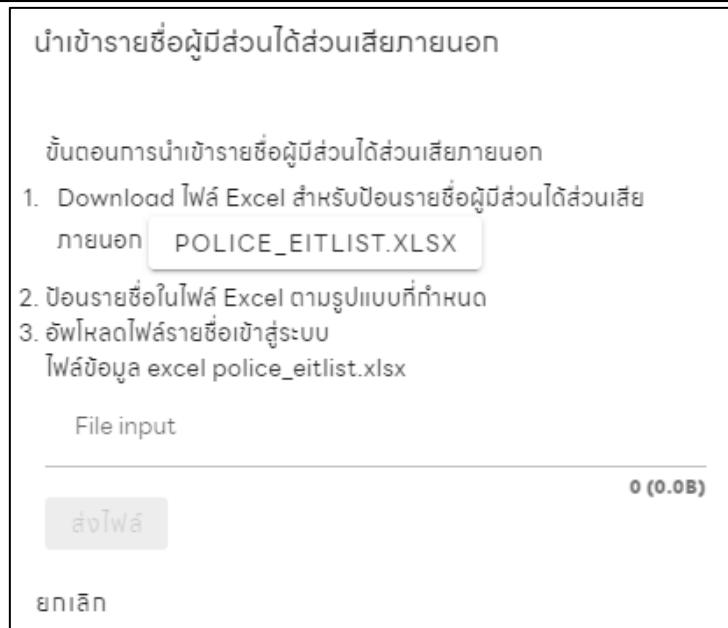 นำเข้ารายชื่อผู้มีส่วนได้ส่วนเสียภายนอก
ขั้นตอนการนำเข้ารายชื่อผู้มีส่วนได้ส่วนเสียภายนอก
1. Download ไฟล์ Excel สำหรับป้อนรายชื่อผู้มีส่วนได้ส่วนเสีย
ภายนอก POLICE_EITLIST.XLSX
2. ป้อนรายชื่อในไฟล์ Excel ตามรูปแบบที่กำหนด
3. อัพโหลดไฟล์รายชื่อเข้าสู่ระบบ
ไฟล์ข้อมูล excel police_eitlist.xlsx
File input
0 (0.0B)
ส่งไฟล์
ยกเลิก